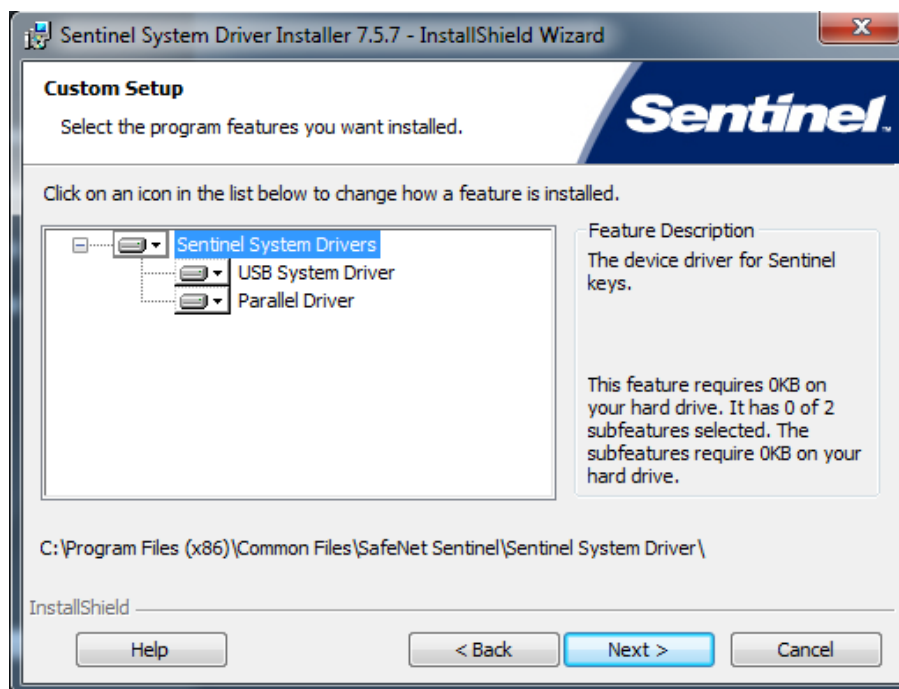 Sentinel System Driver Installer 7.5.7 - InstallShield Wizard
Custom Setup
Select the program features you want installed.
Sentinel™
Click on an icon in the list below to change how a feature is installed.
Sentinel System Drivers
USB System Driver
Parallel Driver
Feature Description
The device driver for Sentinel
keys.
This feature requires 0KB on
your hard drive. It has 0 of 2
subfeatures selected. The
subfeatures require 0KB on your
hard drive.
C:\Program Files (x86)\Common Files\SafeNet Sentinel\Sentinel System Driver\
InstallShield
Help
< Back
Next >
Cancel